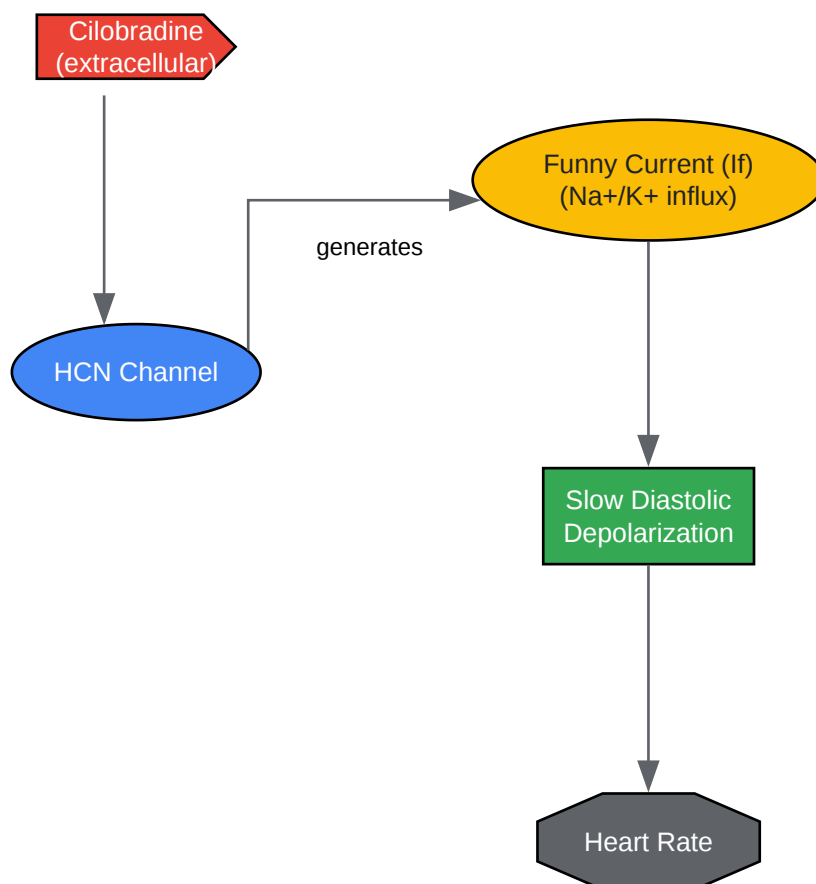 Cilobradine
(extracellular)
Funny Current (If)
(Na+/K+ influx)
generates
HCN Channel
Slow Diastolic
Depolarization
Heart Rate